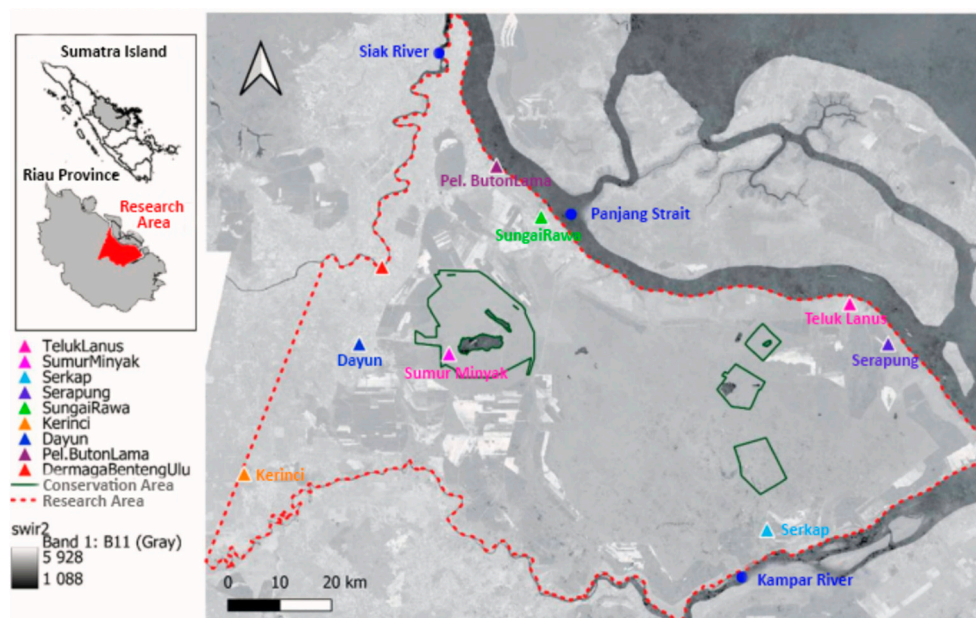 Sumatra Island
Riau Province
Research
Area
TelukLanus
SumurMinyak
Serkap
Serapung
SungaiRawa
Kerinci
Dayun
Pel.ButonLama
DermagaBentengUlu
Conservation Area
Research Area
swir2
Band 1: B11 (Gray)
5 928
1 088
Siak River
Pel. ButonLama
Panjang Strait
SungaiRawa
Teluk Lanus
Dayun
Sumur Minyak
Serapung
Kerinci
Serkap
Kampar River
0 10 20 km